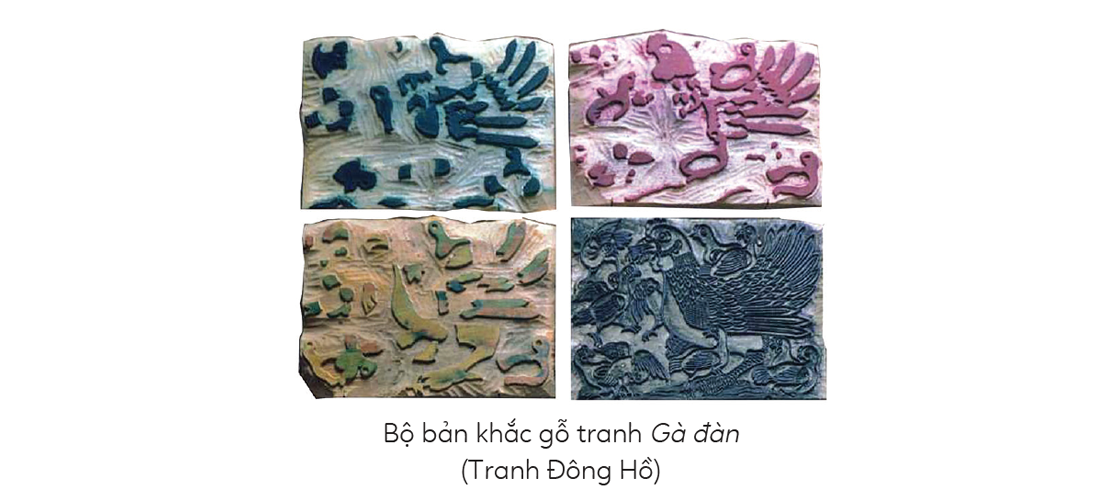 Bộ bản khắc gỗ tranh Gà đàn
(Tranh Đông Hồ)